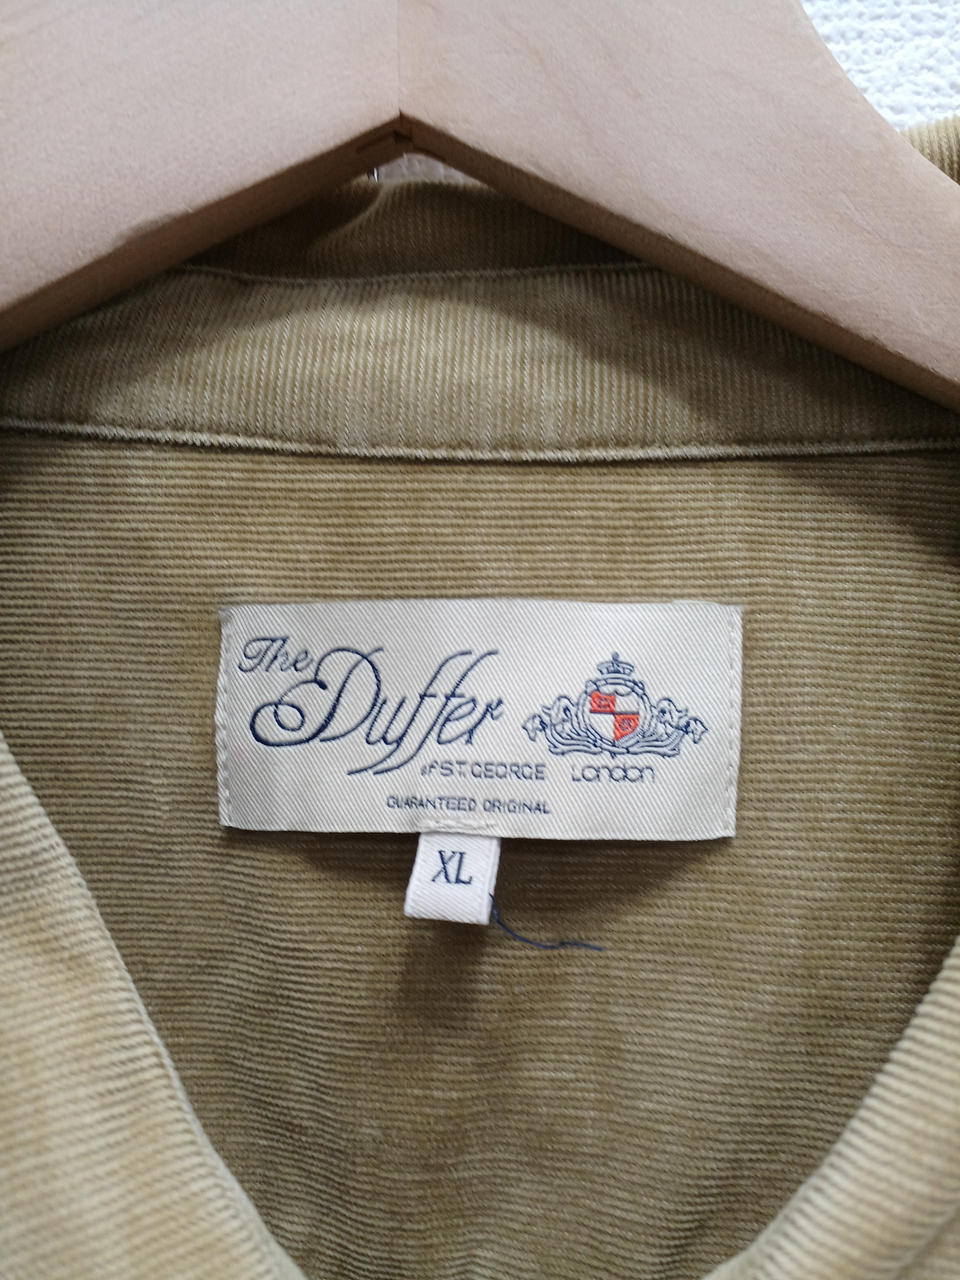 The
Duffer
of ST. GEORGE
London
GUARANTEED ORIGINAL
XL